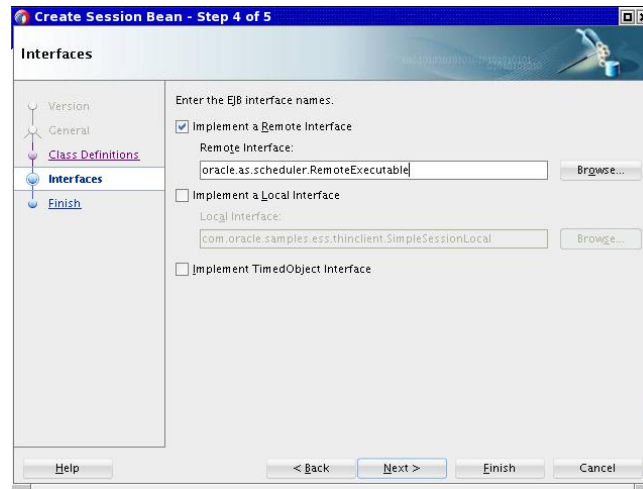 Create Session Bean - Step 4 of 5
Interfaces
Version
General
Class Definitions
Interfaces
Finish
Enter the EJB interface names.
Implement a Remote Interface
Remote Interface:
oracle.as.scheduler.RemoteExecutable
Browse...
Implement a Local Interface
Local Interface:
com.oracle.samples.ess.thinclient.SimpleSessionLocal
Browse...
Implement TimedObject Interface
Help
< Back
Next >
Finish
Cancel